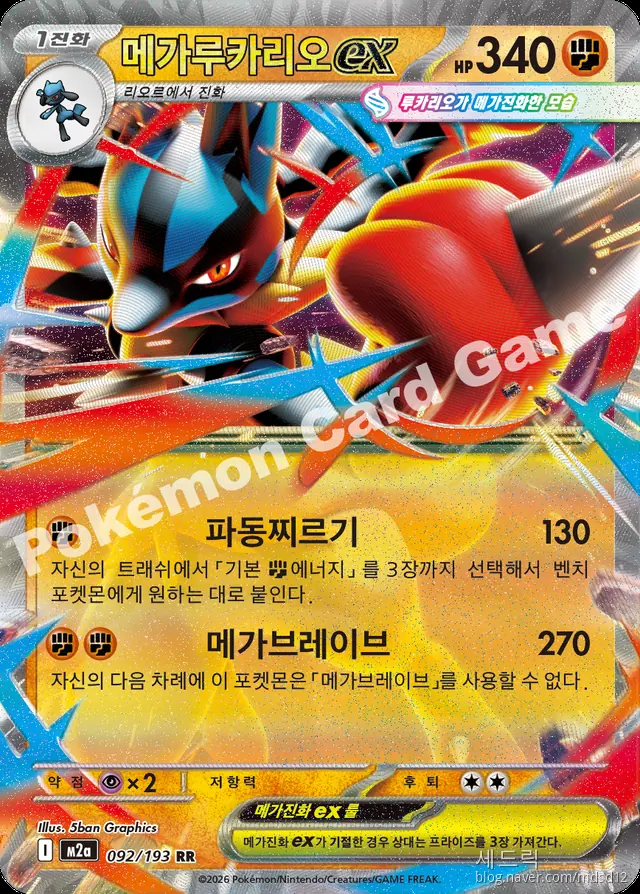 1진화
메가루카리오ex
HP 340
리오르에서 진화
루카리오가 메가진화한 모습
Pokémon Card Game
파동찌르기 130
자신의 트래쉬에서 「기본 에너지」를 3장까지 선택해서 벤치
포켓몬에게 원하는 대로 붙인다.
메가브레이브 270
자신의 다음 차례에 이 포켓몬은 「메가브레이브」를 사용할 수 없다.
약점 ×2 저항력 후퇴
메가진화 ex 룰
메가진화 ex가 기절한 경우 상대는 프라이즈를 3장 가져간다.
Illus. 5ban Graphics
I m2a 092/193 RR
©2026 Pokémon/Nintendo/Creatures/GAME FREAK.
세드릭
blog.naver.com/mdsd12